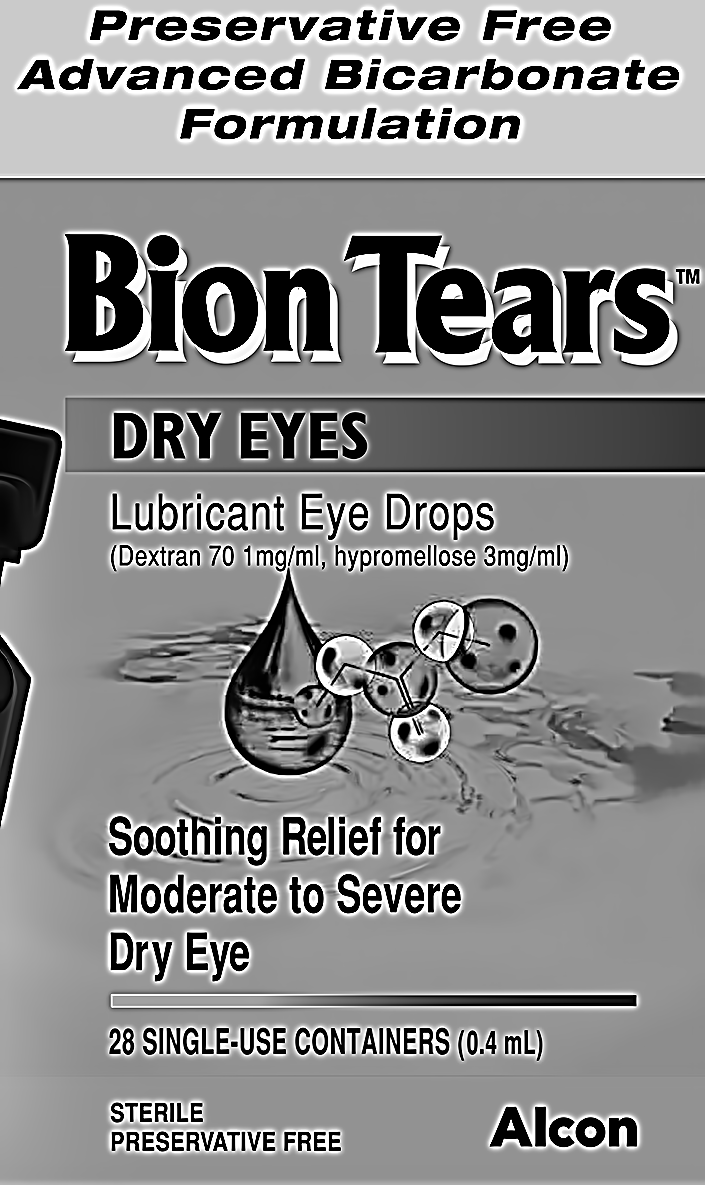 Preservative Free
Advanced Bicarbonate
Formulation
Bion Tears™
DRY EYES
Lubricant Eye Drops
(Dextran 70 1mg/ml, hypromellose 3mg/ml)
Soothing Relief for
Moderate to Severe
Dry Eye
28 SINGLE-USE CONTAINERS (0.4 mL)
STERILE
PRESERVATIVE FREE
Alcon